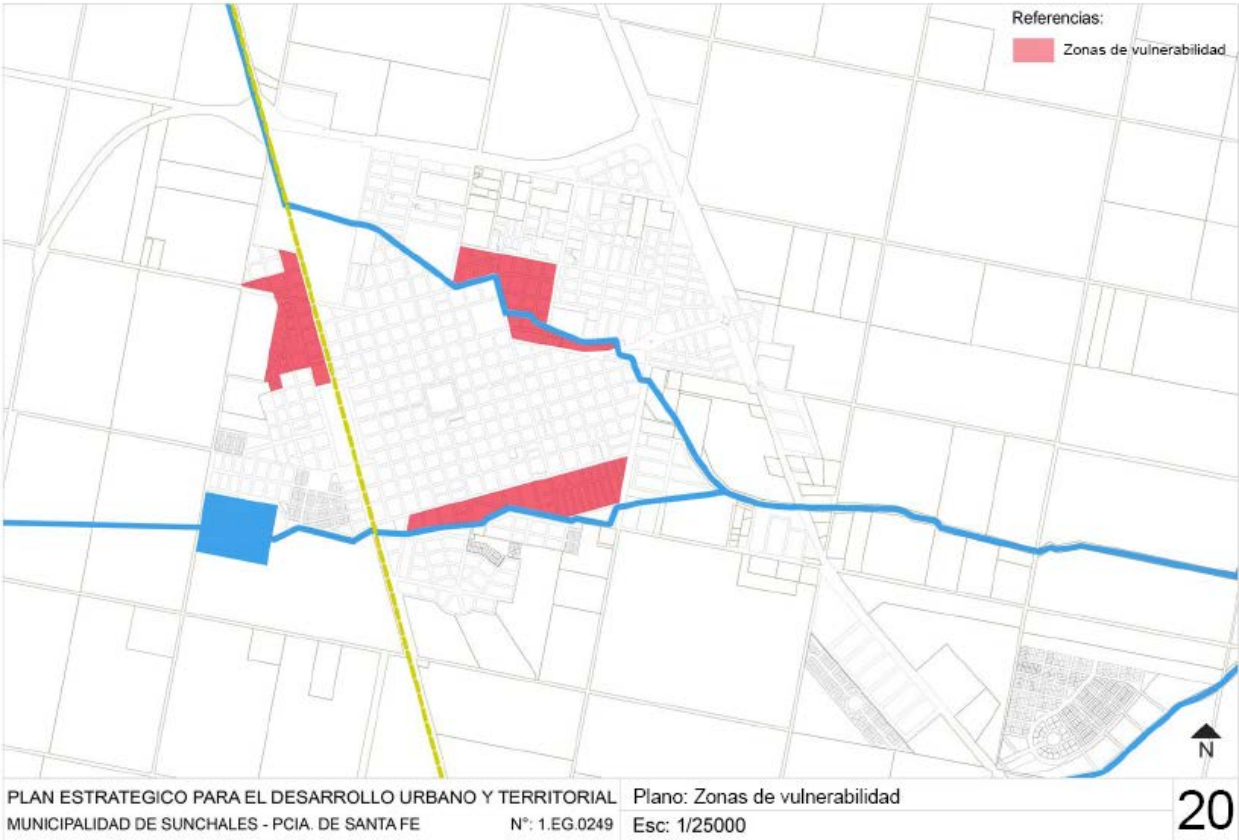 Referencias:
Zonas de vulnerabilidad
N
PLAN ESTRATEGICO PARA EL DESARROLLO URBANO Y TERRITORIAL
MUNICIPALIDAD DE SUNCHALES - PCIA. DE SANTA FE N°: 1.EG.0249
Plano: Zonas de vulnerabilidad
Esc: 1/25000
20